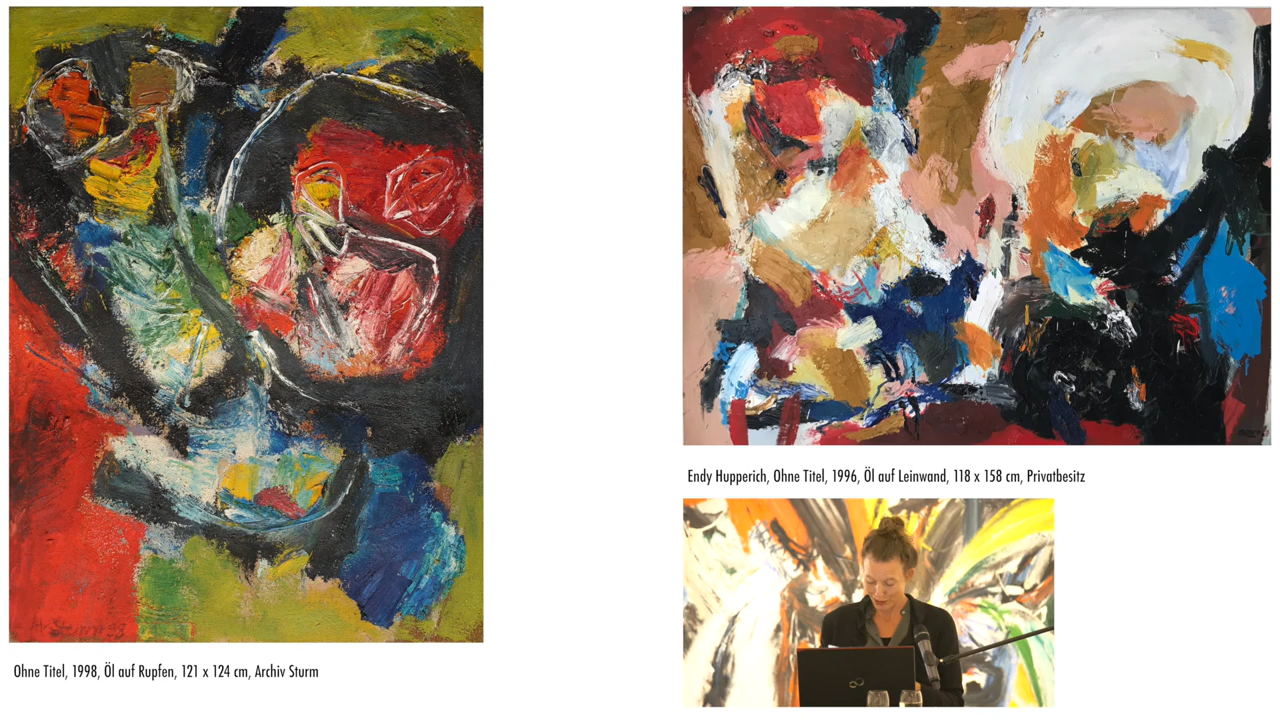 Ohne Titel, 1998, Öl auf Rupfen, 121 x 124 cm, Archiv Sturm
Endy Hupperich, Ohne Titel, 1996, Öl auf Leinwand, 118 x 158 cm, Privatbesitz